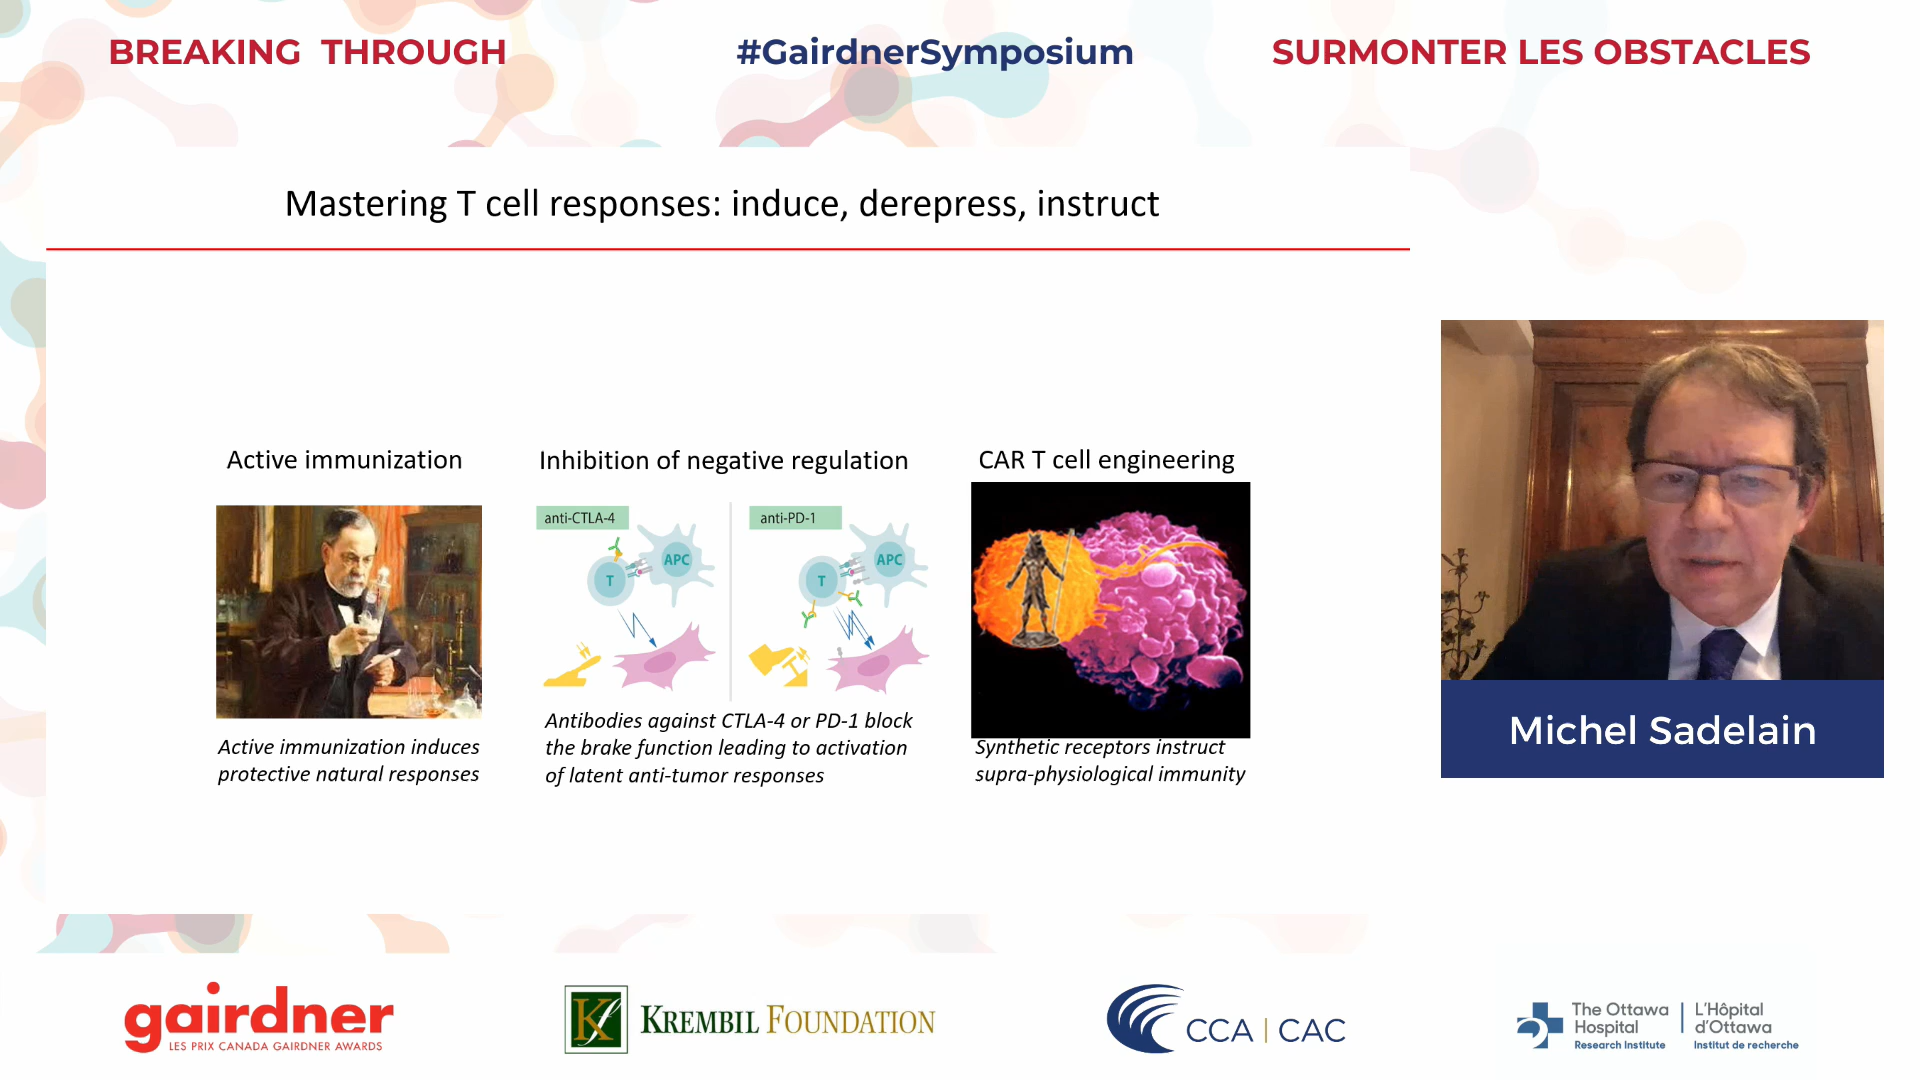 BREAKING THROUGH
#GairdnerSymposium
SURMONTER LES OBSTACLES
Mastering T cell responses: induce, derepress, instruct
Active immunization
Inhibition of negative regulation
CAR T cell engineering
anti-CTLA-4
anti-PD-1
APC
T
APC
T
Active immunization induces
protective natural responses
Antibodies against CTLA-4 or PD-1 block
the brake function leading to activation
of latent anti-tumor responses
Synthetic receptors instruct
supra-physiological immunity
Michel Sadelain
gairdner
LES PRIX CANADA GAIRDNER AWARDS
Kf
KREMBIL FOUNDATION
CCA | CAC
The Ottawa
Hospital
Research Institute
L'Hôpital
d'Ottawa
Institut de recherche